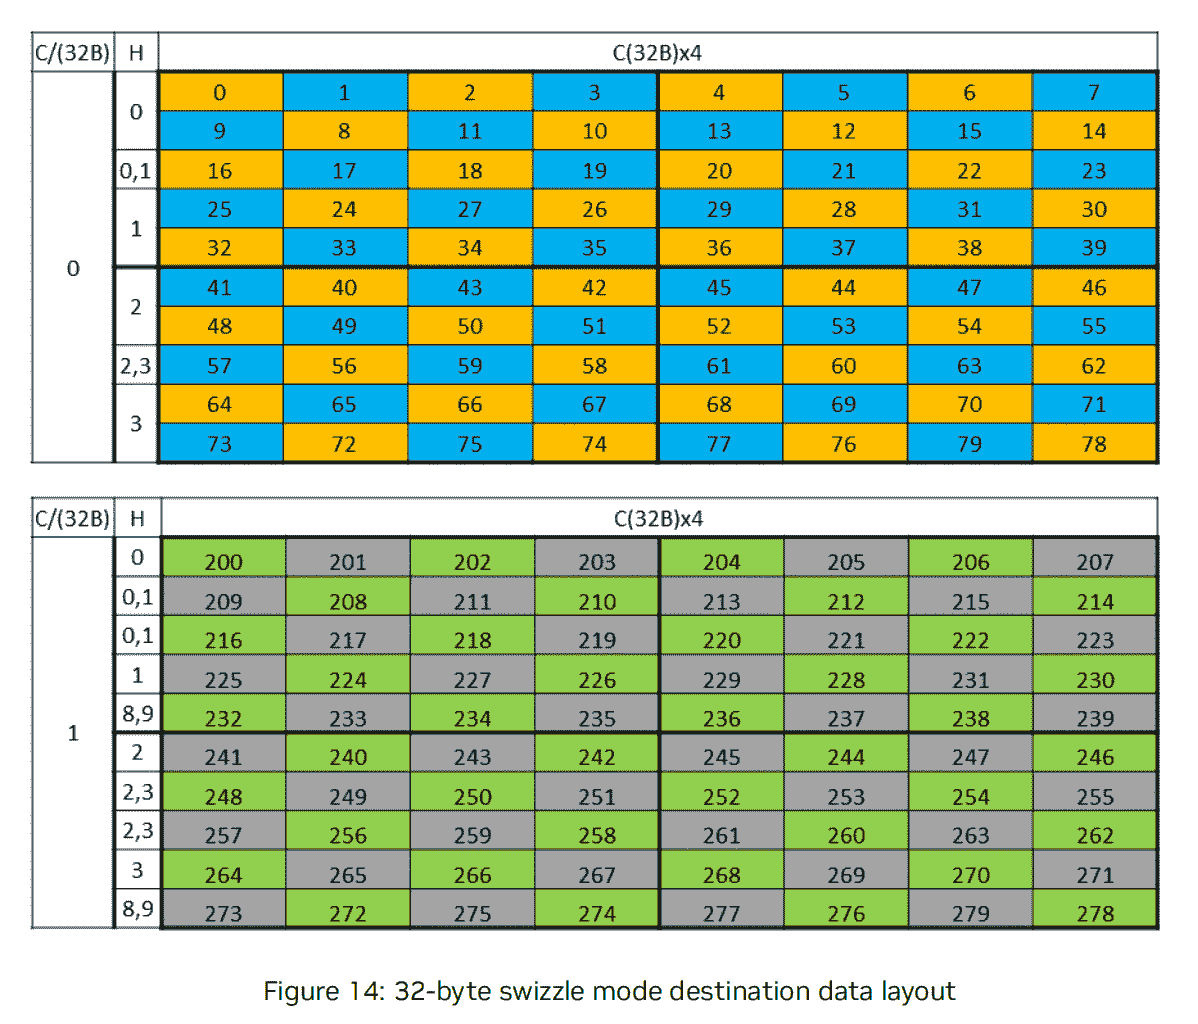 C/(32B) H C(32B)x4
0 0 0 1 2 3 4 5 6 7
9 8 11 10 13 12 15 14
0,1 16 17 18 19 20 21 22 23
1 25 24 27 26 29 28 31 30
32 33 34 35 36 37 38 39
2 41 40 43 42 45 44 47 46
48 49 50 51 52 53 54 55
2,3 57 56 59 58 61 60 63 62
3 64 65 66 67 68 69 70 71
73 72 75 74 77 76 79 78
C/(32B) H C(32B)x4
1 0 200 201 202 203 204 205 206 207
0,1 209 208 211 210 213 212 215 214
0,1 216 217 218 219 220 221 222 223
1 225 224 227 226 229 228 231 230
8,9 232 233 234 235 236 237 238 239
2 241 240 243 242 245 244 247 246
2,3 248 249 250 251 252 253 254 255
2,3 257 256 259 258 261 260 263 262
3 264 265 266 267 268 269 270 271
8,9 273 272 275 274 277 276 279 278
Figure 14: 32-byte swizzle mode destination data layout